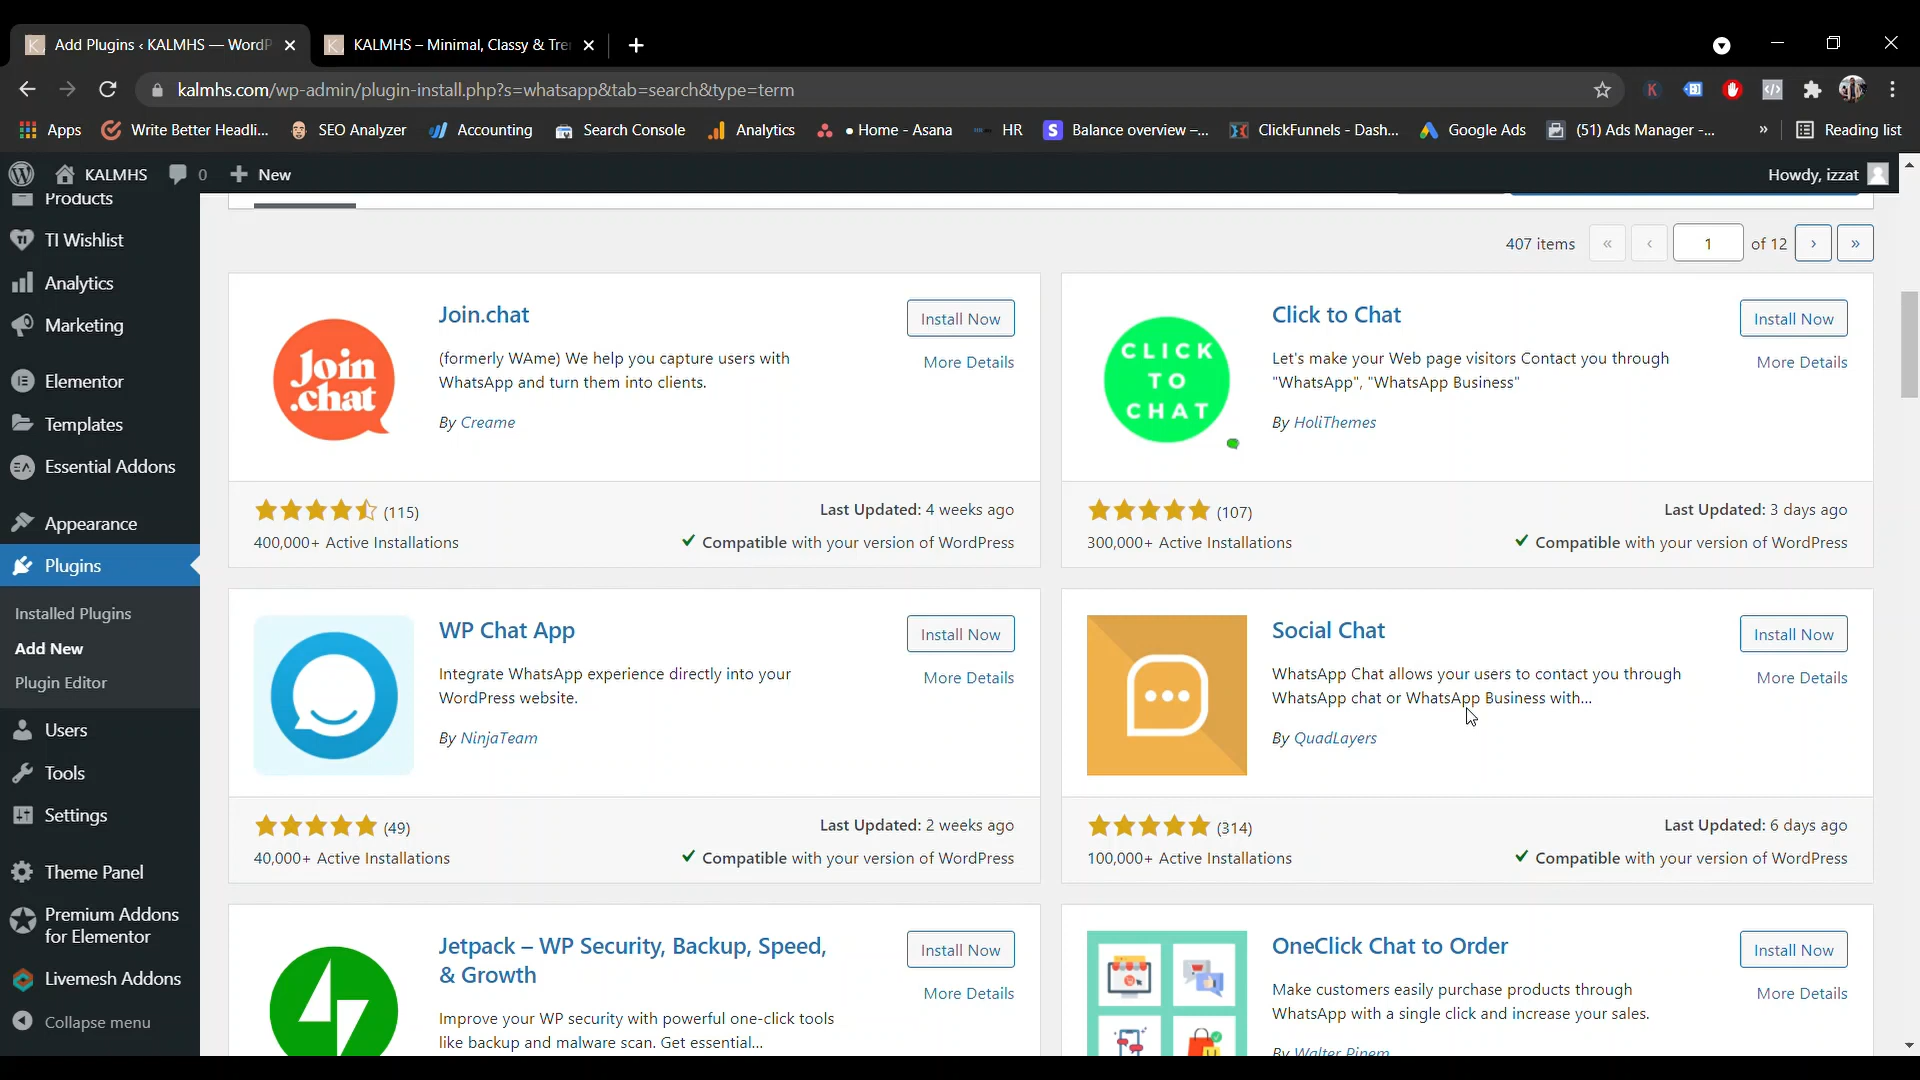 Add Plugins ‹ KALMHS — WordP
KALMHS – Minimal, Classy & Tre
kalmhs.com/wp-admin/plugin-install.php?s=whatsapp&tab=search&type=term
Apps
Write Better Headli...
SEO Analyzer
Accounting
Search Console
Analytics
● Home - Asana
HR
Balance overview –...
ClickFunnels - Dash...
Google Ads
(51) Ads Manager -...
»
Reading list
KALMHS
0
New
Howdy, izzat
Products
TI Wishlist
Analytics
Marketing
Elementor
Templates
Essential Addons
Appearance
Plugins
Installed Plugins
Add New
Plugin Editor
Users
Tools
Settings
Theme Panel
Premium Addons
for Elementor
Livemesh Addons
Collapse menu
407 items
«
‹
1
of 12
›
»
Join
.chat
Join.chat
(formerly WAme) We help you capture users with
WhatsApp and turn them into clients.
By Creame
Install Now
More Details
(115)
400,000+ Active Installations
Last Updated: 4 weeks ago
Compatible with your version of WordPress
CLICK
TO
CHAT
Click to Chat
Let's make your Web page visitors Contact you through
"WhatsApp", "WhatsApp Business"
By HoliThemes
Install Now
More Details
(107)
300,000+ Active Installations
Last Updated: 3 days ago
Compatible with your version of WordPress
WP Chat App
Integrate WhatsApp experience directly into your
WordPress website.
By NinjaTeam
Install Now
More Details
(49)
40,000+ Active Installations
Last Updated: 2 weeks ago
Compatible with your version of WordPress
Social Chat
WhatsApp Chat allows your users to contact you through
WhatsApp chat or WhatsApp Business with...
By QuadLayers
Install Now
More Details
(314)
100,000+ Active Installations
Last Updated: 6 days ago
Compatible with your version of WordPress
Jetpack – WP Security, Backup, Speed,
& Growth
Improve your WP security with powerful one-click tools
like backup and malware scan. Get essential...
Install Now
More Details
OneClick Chat to Order
Make customers easily purchase products through
WhatsApp with a single click and increase your sales.
By Walter Pinem
Install Now
More Details